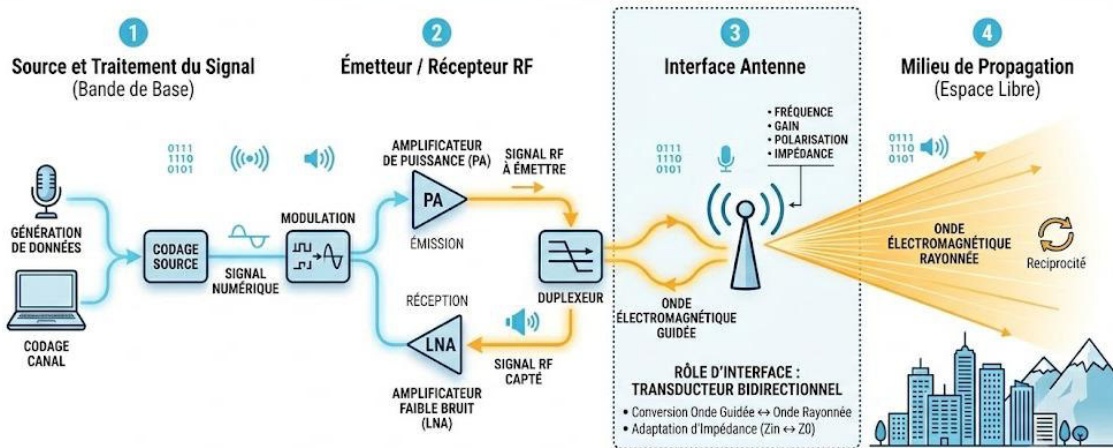 1
Source et Traitement du Signal
(Bande de Base)
0111
1110
0101
GÉNÉRATION
DE DONNÉES
CODAGE
CANAL
CODAGE
SOURCE
SIGNAL
NUMÉRIQUE
MODULATION
2
Émetteur / Récepteur RF
AMPLIFICATEUR
DE PUISSANCE (PA)
PA
ÉMISSION
SIGNAL RF
À ÉMETTRE
DUPLEXEUR
RÉCEPTION
LNA
SIGNAL RF
CAPTÉ
AMPLIFICATEUR
FAIBLE BRUIT
(LNA)
3
Interface Antenne
• FRÉQUENCE
• GAIN
• POLARISATION
• IMPÉDANCE
0111
1110
0101
ONDE
ÉLECTROMAGNÉTIQUE
GUIDÉE
RÔLE D'INTERFACE :
TRANSDUCTEUR BIDIRECTIONNEL
• Conversion Onde Guidée ↔ Onde Rayonnée
• Adaptation d'Impédance (Zin ↔ Z0)
4
Milieu de Propagation
(Espace Libre)
0111
1110
0101
ONDE
ÉLECTROMAGNÉTIQUE
RAYONNÉE
Reciprocité